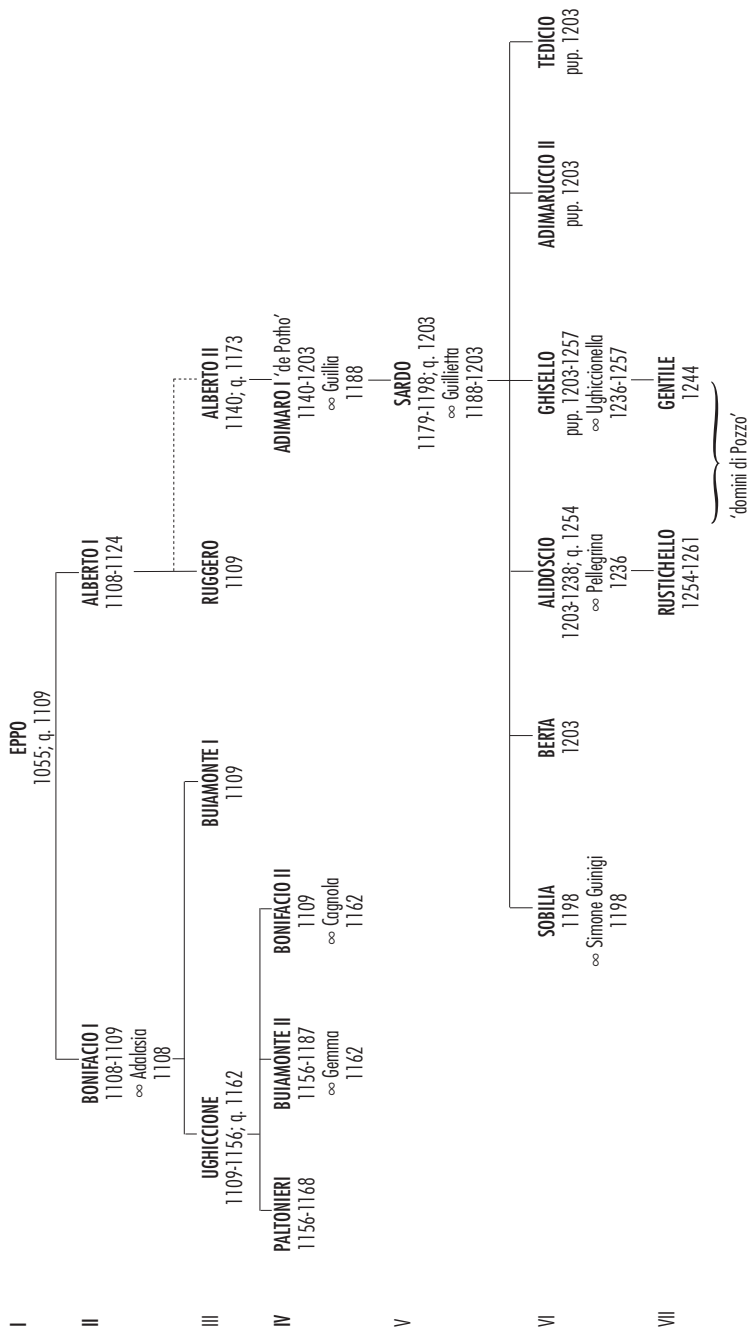 I
EPPO
1055; q. 1109
II
BONIFACIO I
1108-1109
∞ Adalasia
1108
ALBERTO I
1108-1124
III
UGHICCIONE
1109-1156; q. 1162
BUIAMONTE I
1109
RUGGERO
1109
ALBERTO II
1140; q. 1173
IV
PALTONIERI
1156-1168
BUIAMONTE II
1156-1187
∞ Gemma
1162
BONIFACIO II
1109
∞ Cagnola
1162
ADIMARO I ‘de Potho’
1140-1203
∞ Guillia
1188
V
SARDO
1179-1198; q. 1203
∞ Guillietta
1188-1203
VI
SOBILIA
1198
∞ Simone Guinigi
1198
BERTA
1203
ALIDOSCIO
1203-1238; q. 1254
∞ Pellegrina
1236
GHISELLO
pup. 1203-1257
∞ Ughiccionella
1236-1257
ADIMARUCCIO II
pup. 1203
TEDICIO
pup. 1203
VII
RUSTICHELLO
1254-1261
GENTILE
1244
‘domini di Pozzo’